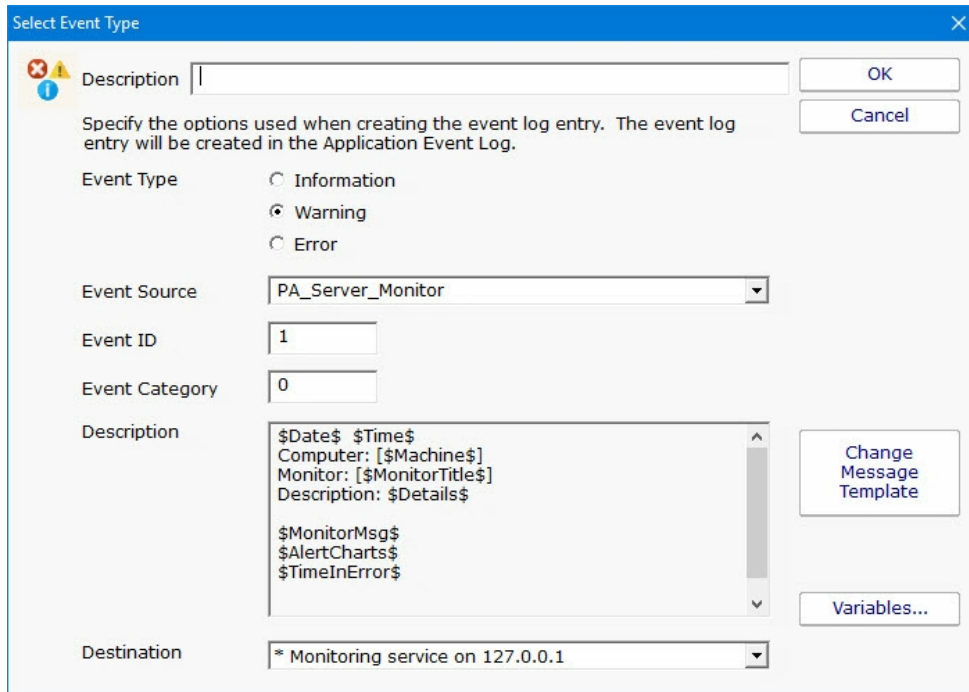 Select Event Type
Description
OK
Cancel
Specify the options used when creating the event log entry.  The event log
entry will be created in the Application Event Log.
Event Type
Information
Warning
Error
Event Source
PA_Server_Monitor
Event ID
1
Event Category
0
Description
$Date$  $Time$
Computer: [$Machine$]
Monitor: [$MonitorTitle$]
Description: $Details$
$MonitorMsg$
$AlertCharts$
$TimeInError$
Change
Message
Template
Variables...
Destination
* Monitoring service on 127.0.0.1